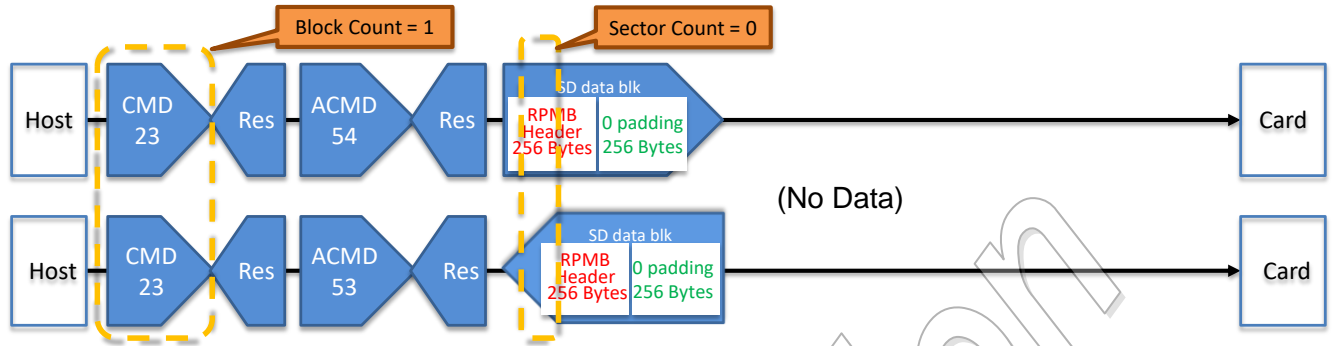 Block Count = 1
Sector Count = 0
Host
CMD
23
Res
ACMD
54
Res
SD data blk
RPMB
Header
256 Bytes
0 padding
256 Bytes
Card
(No Data)
Host
CMD
23
Res
ACMD
53
Res
SD data blk
RPMB
Header
256 Bytes
0 padding
256 Bytes
Card